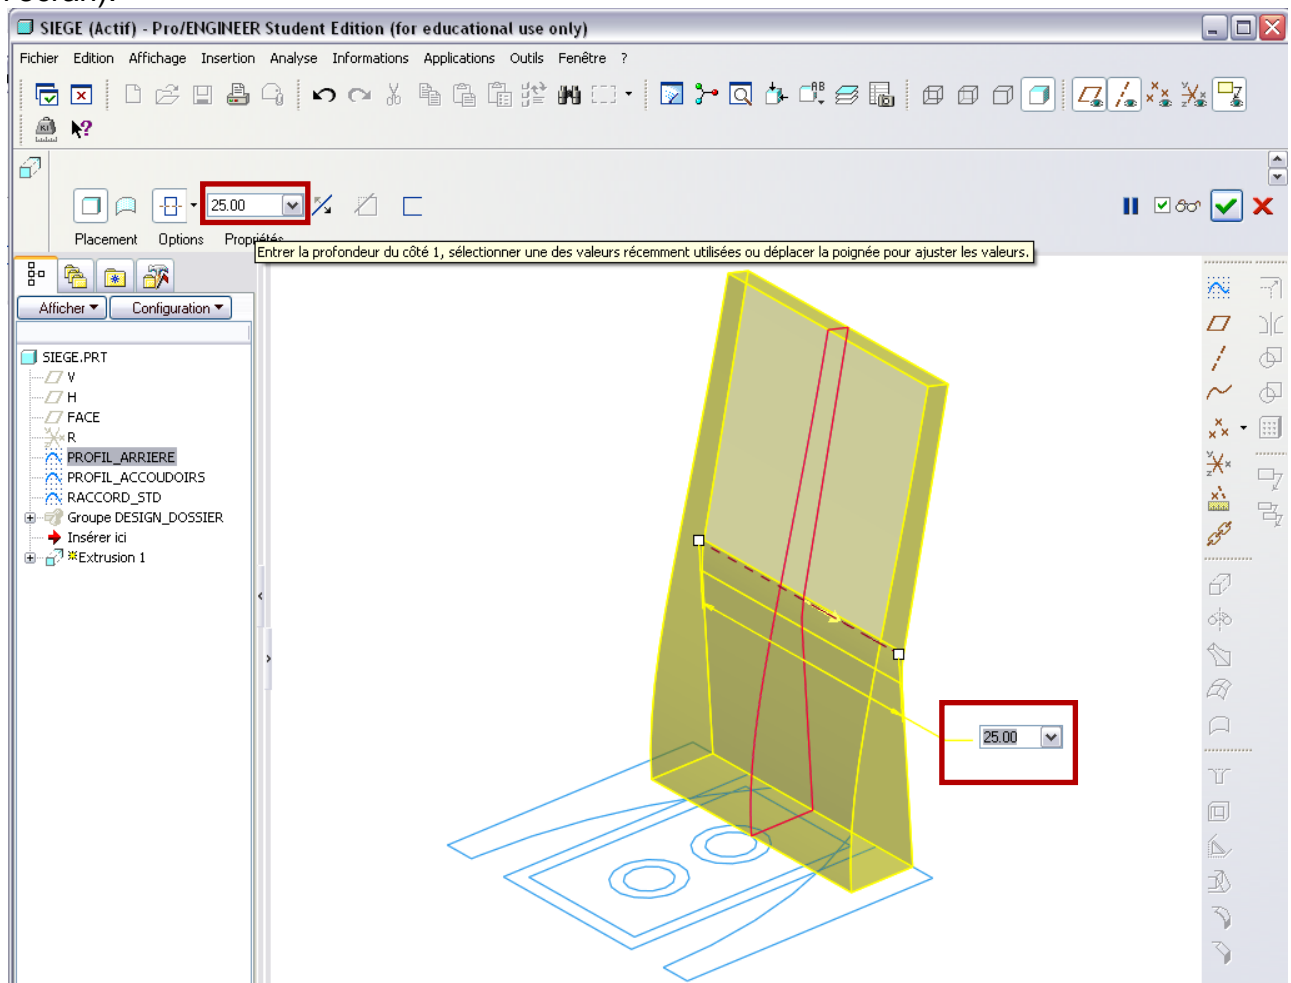 écran).
SIEGE (Actif) - Pro/ENGINEER Student Edition (for educational use only)
Fichier Edition Affichage Insertion Analyse Informations Applications Outils Fenêtre ?
25.00
Placement Options Propriétés
Entrer la profondeur du côté 1, sélectionner une des valeurs récemment utilisées ou déplacer la poignée pour ajuster les valeurs.
Afficher Configuration
SIEGE.PRT
V
H
FACE
R
PROFIL_ARRIERE
PROFIL_ACCOUDOIRS
RACCORD_STD
Groupe DESIGN_DOSSIER
Insérer ici
Extrusion 1
25.00